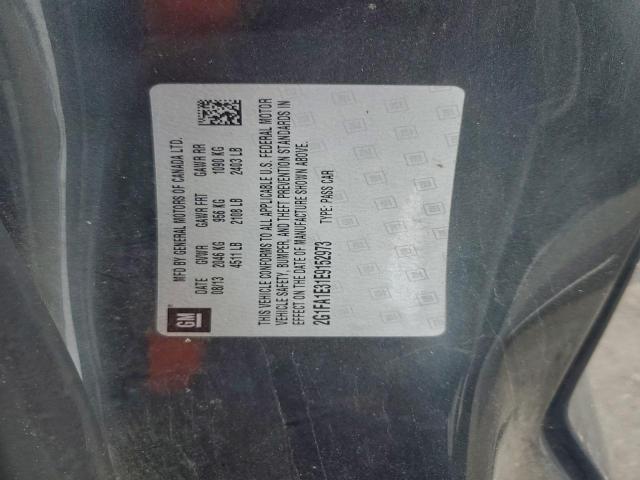 MFD BY GENERAL MOTORS OF CANADA LTD.
DATE GVWR GAWR FRT GAWR RR
08/13 2046 KG 956 KG 1090 KG
4511 LB 2108 LB 2403 LB
GM
THIS VEHICLE CONFORMS TO ALL APPLICABLE U.S. FEDERAL MOTOR
VEHICLE SAFETY, BUMPER, AND THEFT PREVENTION STANDARDS IN
EFFECT ON THE DATE OF MANUFACTURE SHOWN ABOVE.
2G1FA1E31E9152973 TYPE: PASS CAR